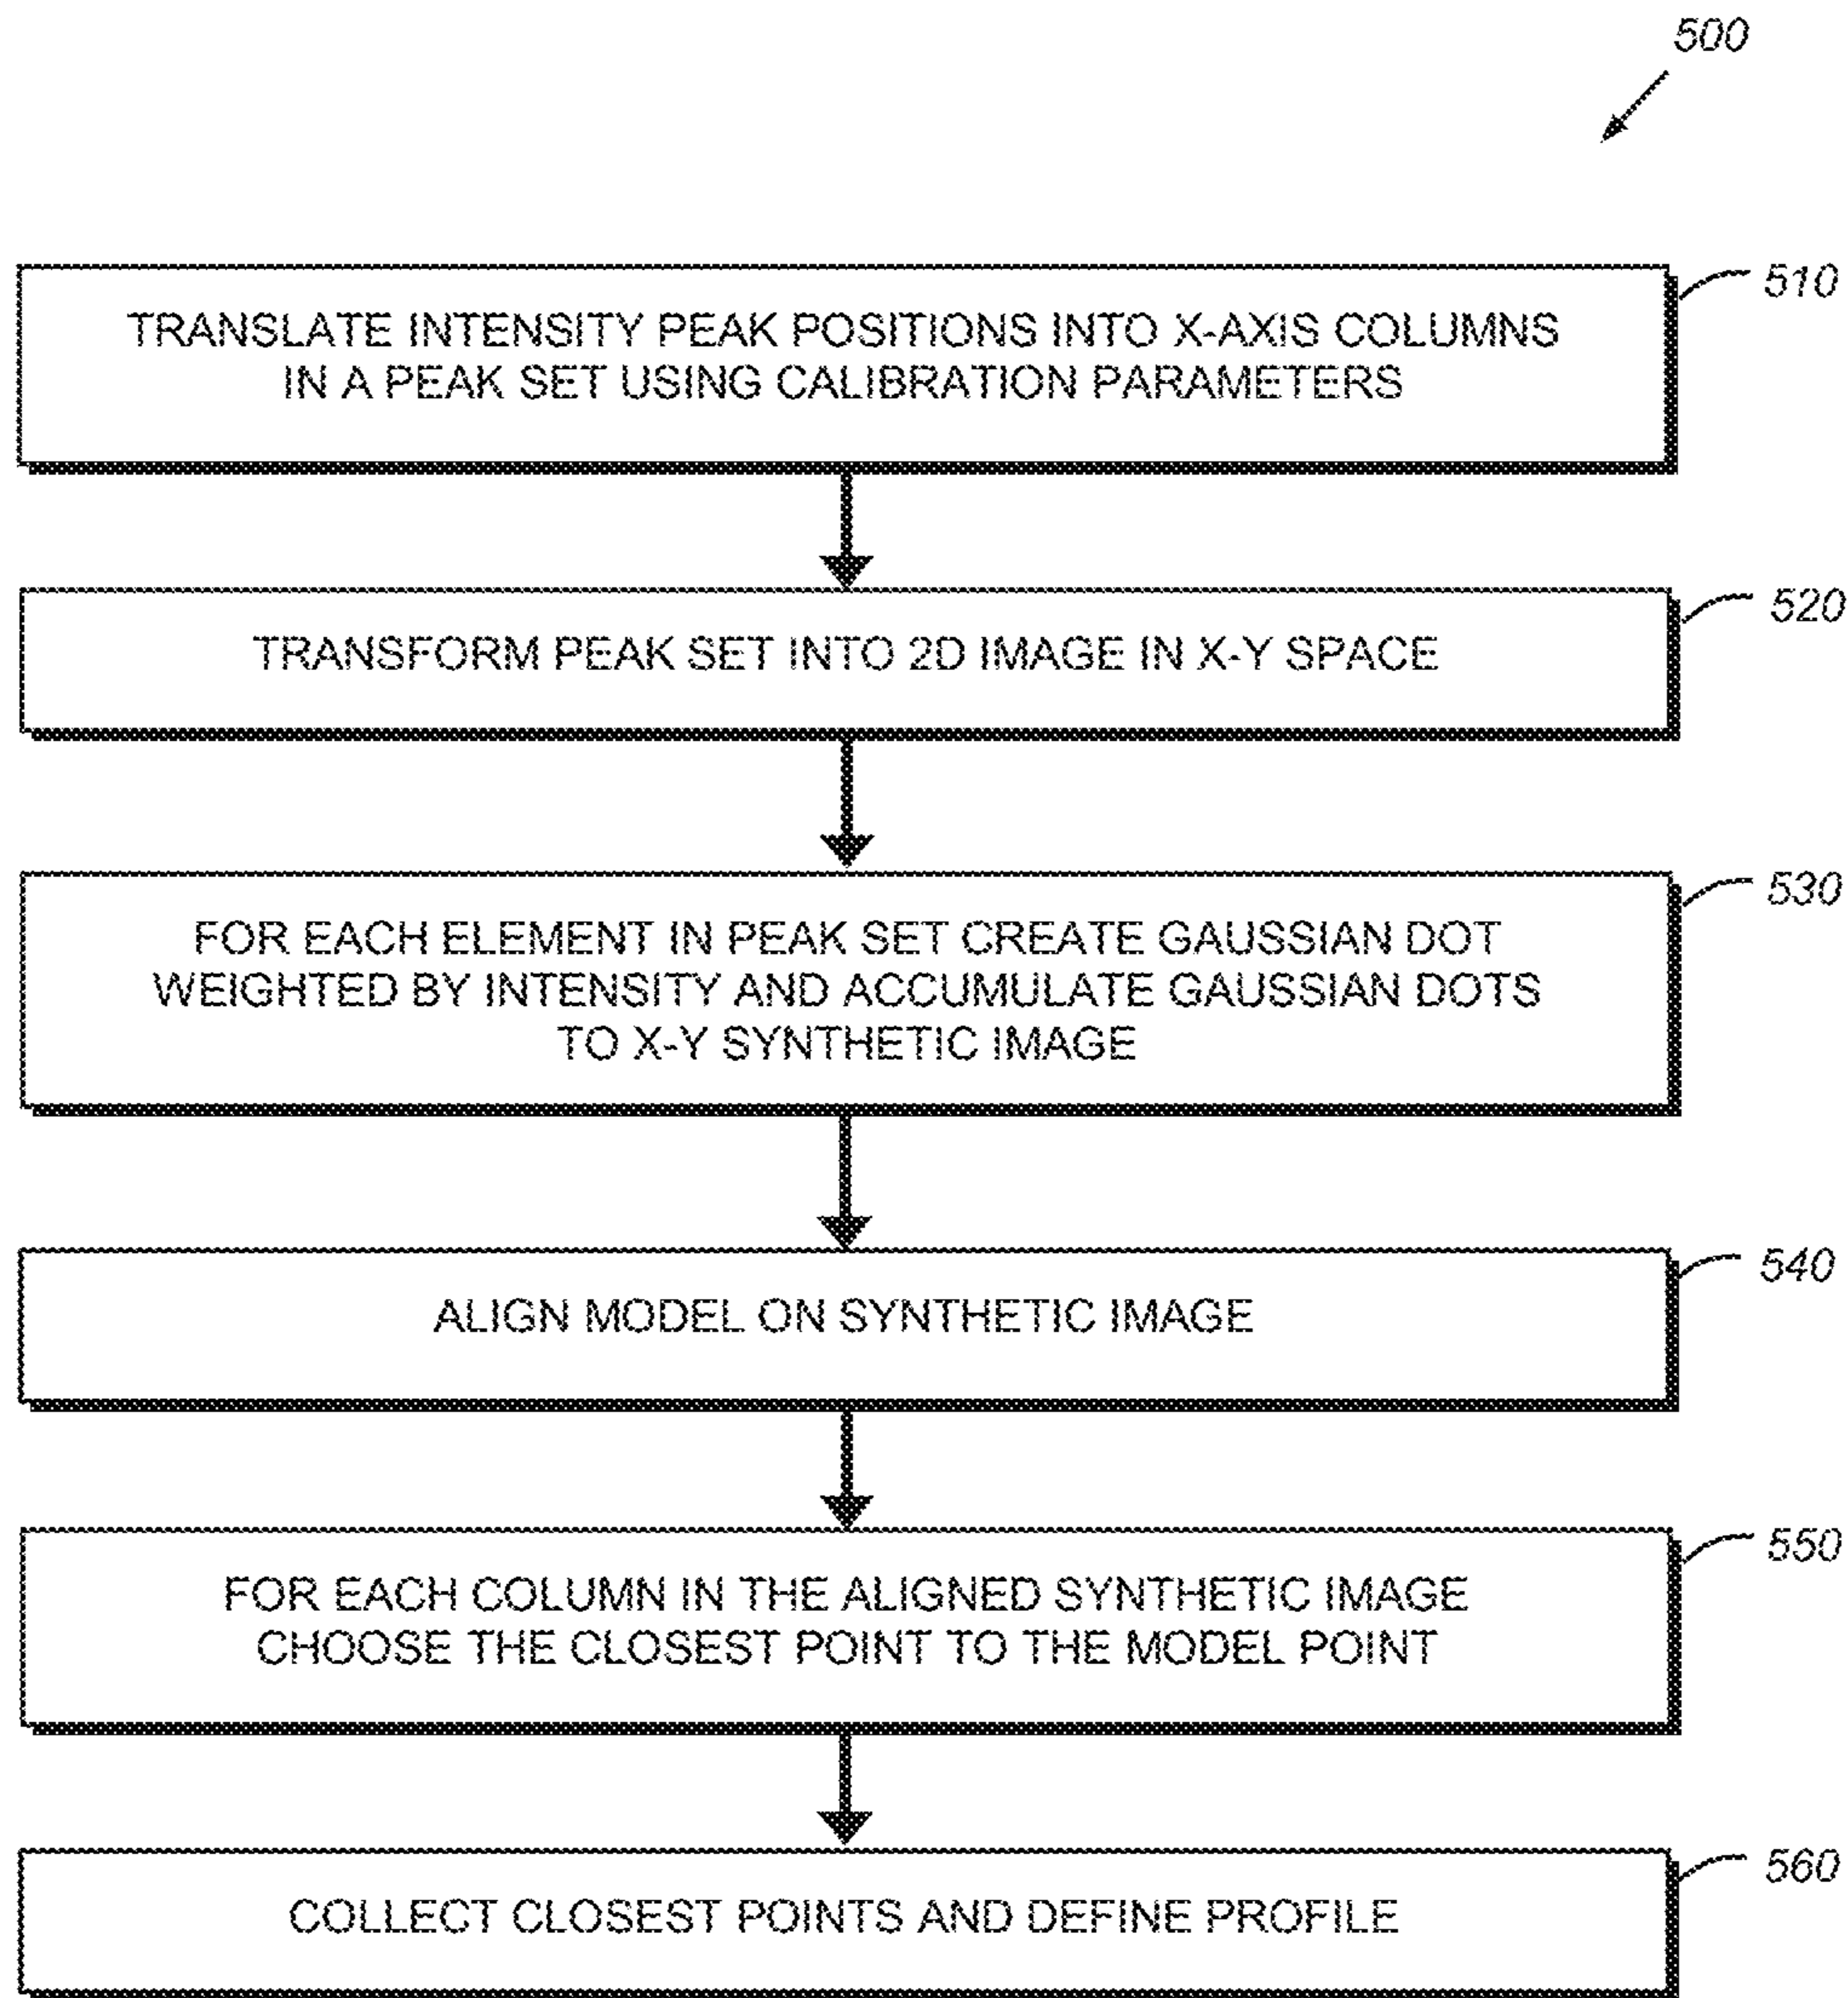 500
TRANSLATE INTENSITY PEAK POSITIONS INTO X-AXIS COLUMNS
IN A PEAK SET USING CALIBRATION PARAMETERS
510
TRANSFORM PEAK SET INTO 2D IMAGE IN X-Y SPACE
520
FOR EACH ELEMENT IN PEAK SET CREATE GAUSSIAN DOT
WEIGHTED BY INTENSITY AND ACCUMULATE GAUSSIAN DOTS
TO X-Y SYNTHETIC IMAGE
530
ALIGN MODEL ON SYNTHETIC IMAGE
540
FOR EACH COLUMN IN THE ALIGNED SYNTHETIC IMAGE
CHOOSE THE CLOSEST POINT TO THE MODEL POINT
550
COLLECT CLOSEST POINTS AND DEFINE PROFILE
560